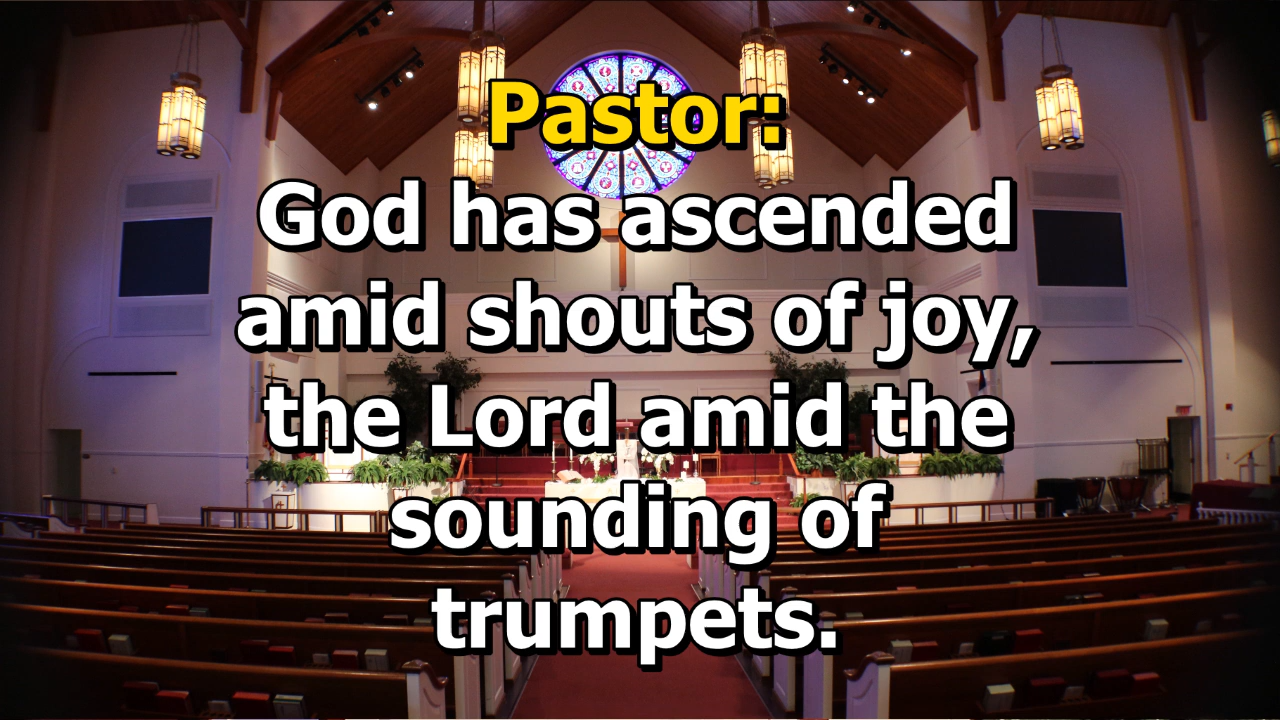 Pastor:
God has ascended
amid shouts of joy,
the Lord amid the
sounding of
trumpets.